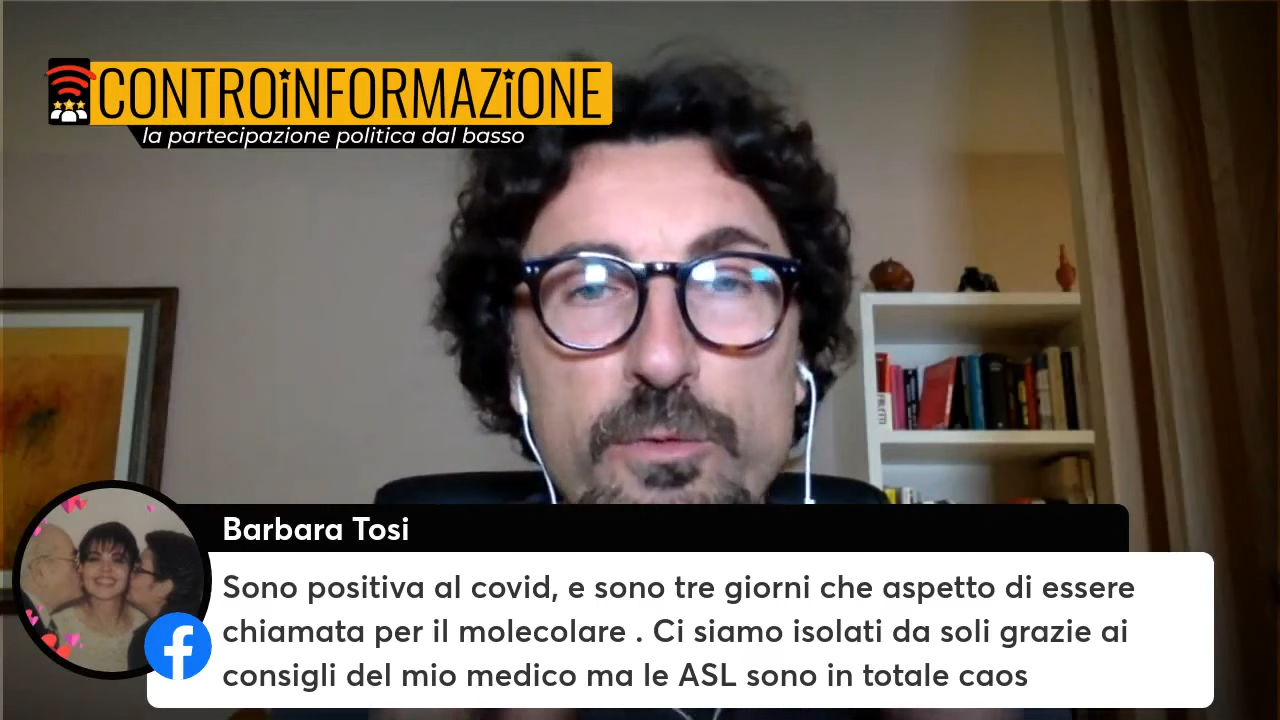 CONTROiNFORMAZiONE
la partecipazione politica dal basso
Barbara Tosi
Sono positiva al covid, e sono tre giorni che aspetto di essere
chiamata per il molecolare . Ci siamo isolati da soli grazie ai
consigli del mio medico ma le ASL sono in totale caos